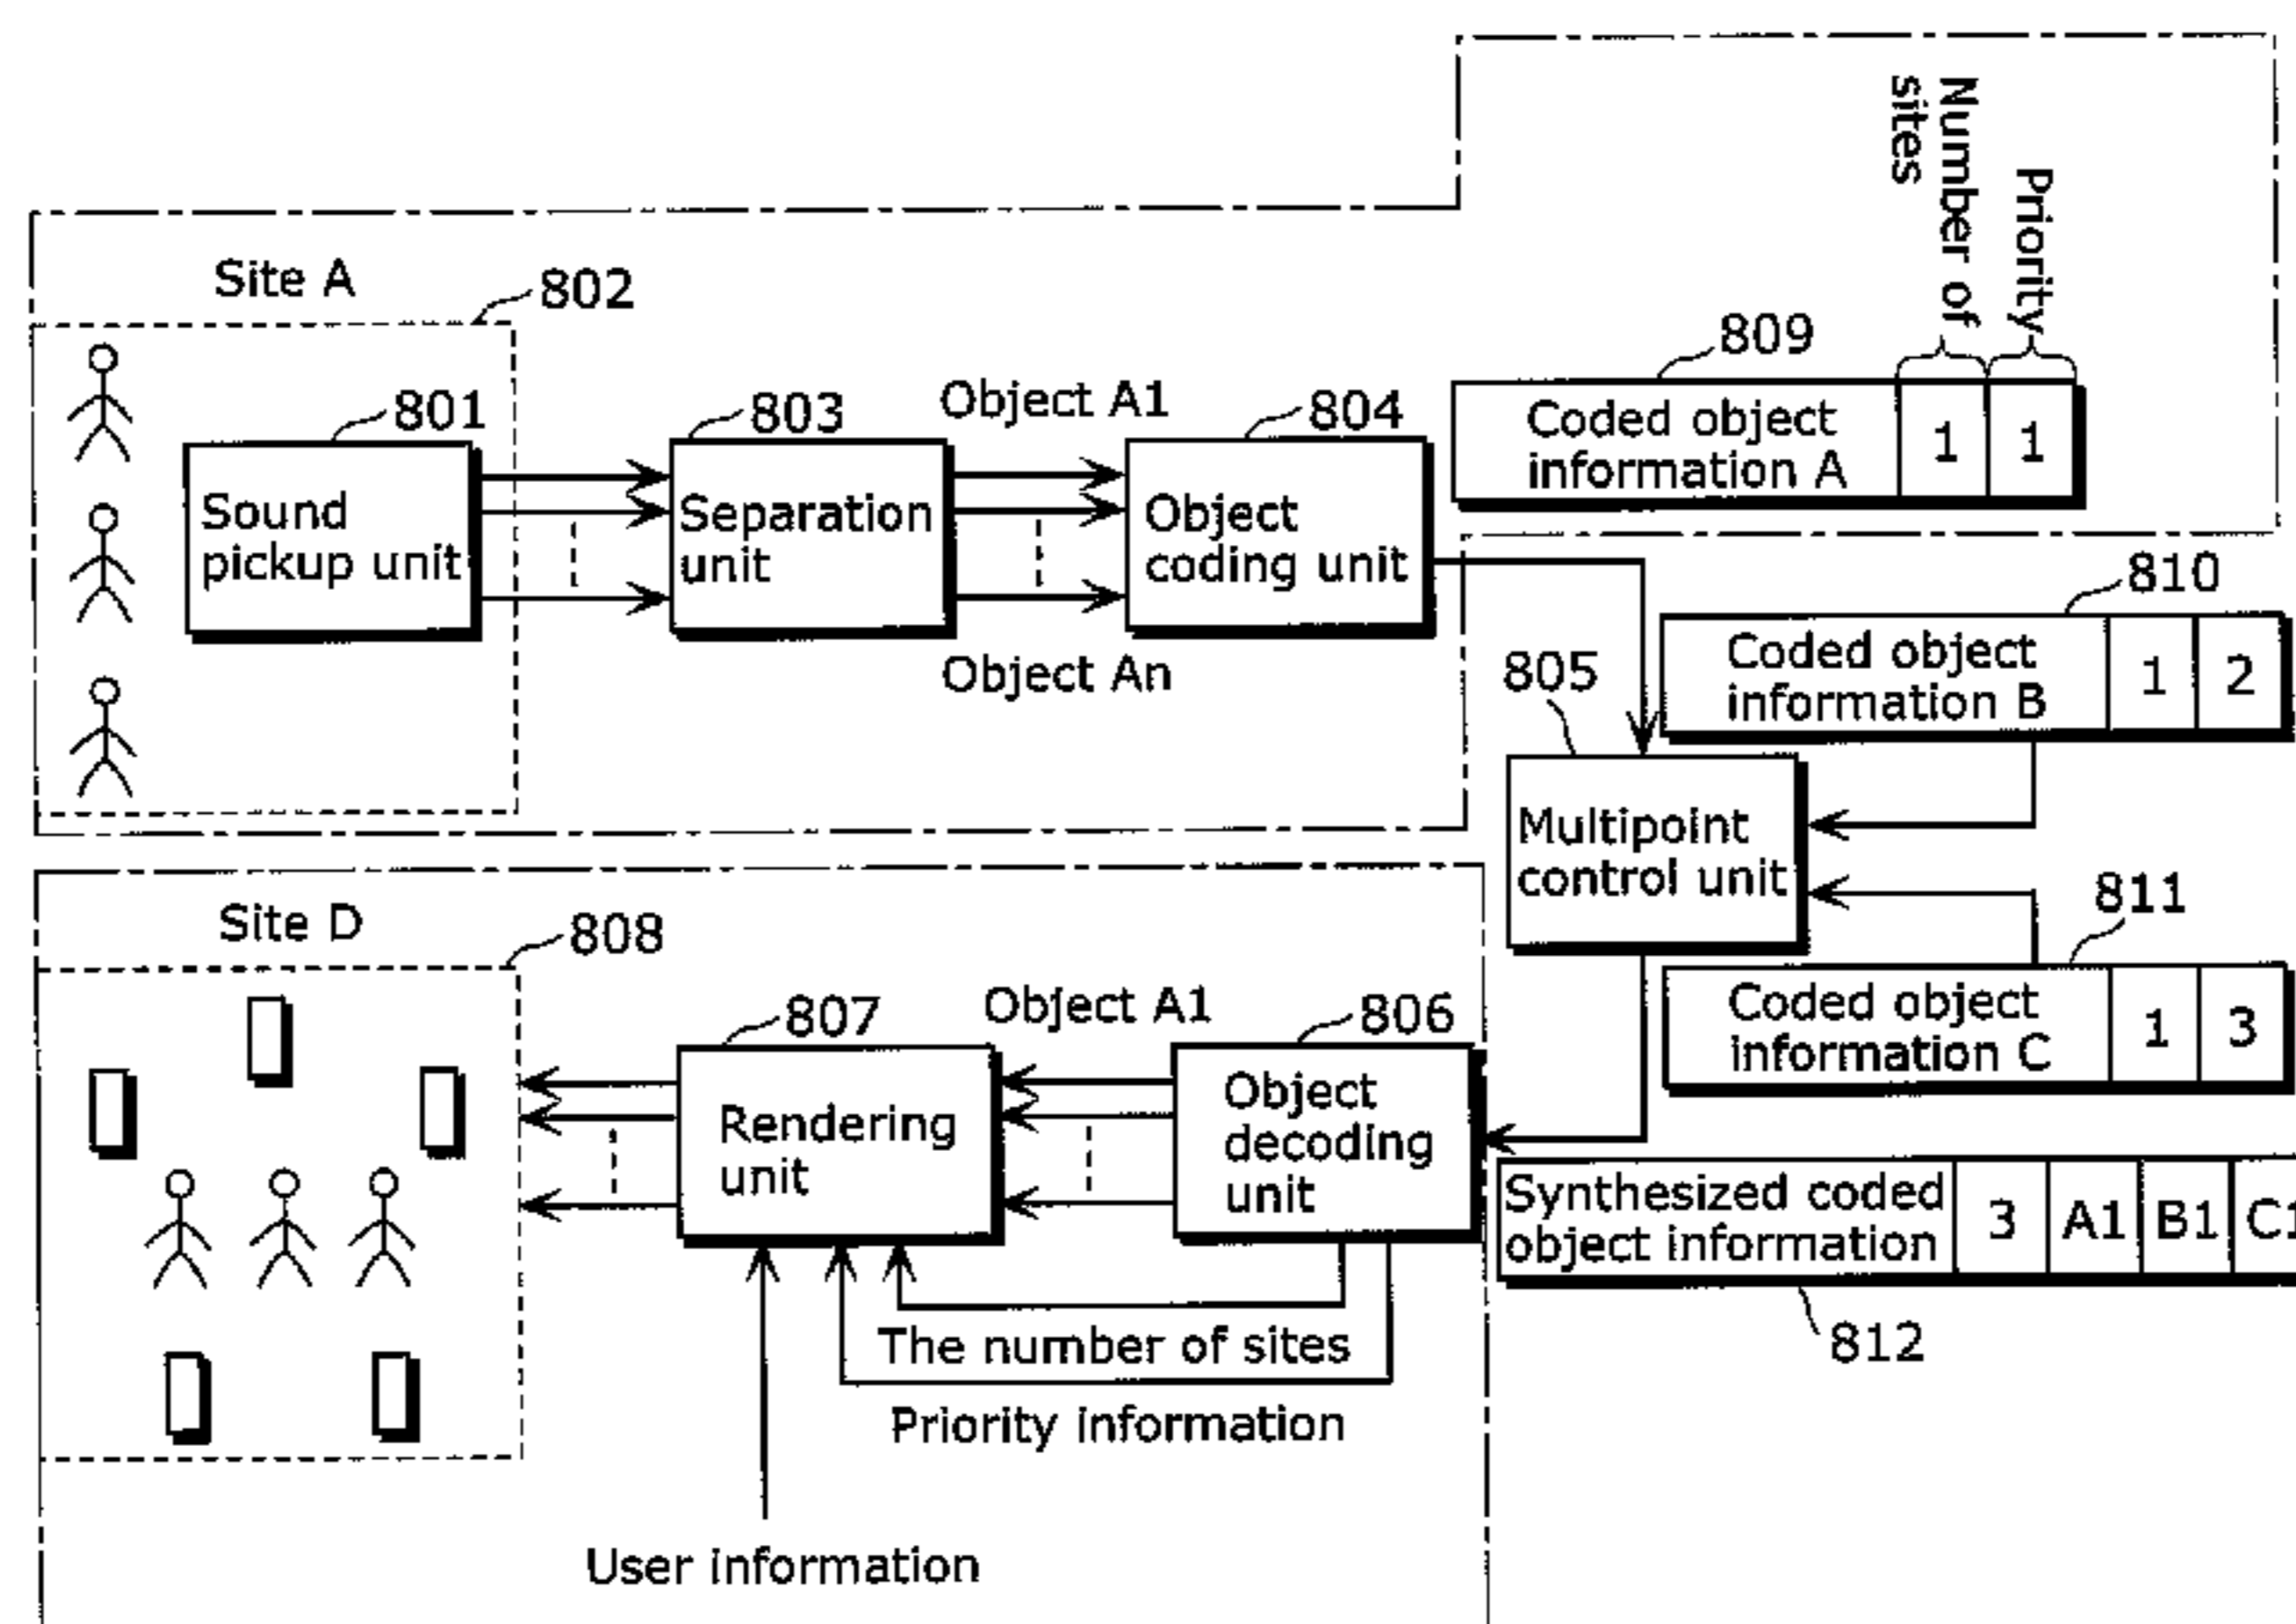 Number of
sites
Priority
Site A
802
809
801
803
Object A1
804
Coded object
information A
1
1
Sound
pickup unit
Separation
unit
Object
coding unit
810
Object An
805
Coded object
information B
1
2
Multipoint
control unit
811
Site D
808
807
Object A1
806
Coded object
information C
1
3
Rendering
unit
Object
decoding
unit
Synthesized coded
object information
3
A1
B1
C1
The number of sites
812
Priority information
User information